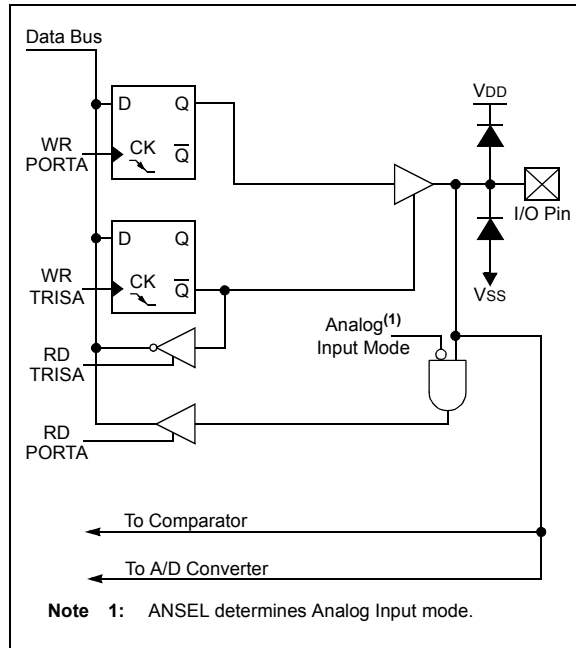 Data Bus
D Q
WR
PORTA
CK Q
VDD
I/O Pin
D Q
WR
TRISA
CK Q
VSS
Analog(1)
Input Mode
RD
TRISA
RD
PORTA
To Comparator
To A/D Converter
Note 1: ANSEL determines Analog Input mode.